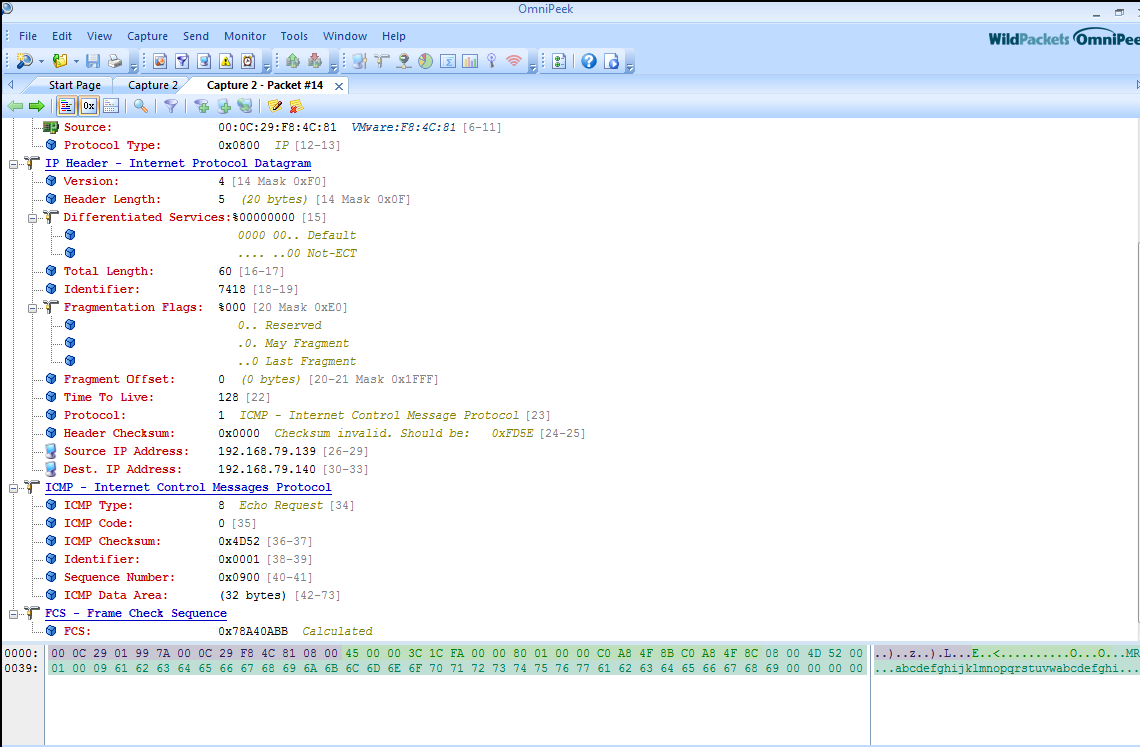 OmniPeek
File Edit View Capture Send Monitor Tools Window Help
WildPackets OmniPee
Start Page Capture 2 Capture 2 - Packet #14
0x
Source: 00:0C:29:F8:4C:81 VMware:F8:4C:81 [6-11]
Protocol Type: 0x0800 IP [12-13]
IP Header - Internet Protocol Datagram
Version: 4 [14 Mask 0xF0]
Header Length: 5 (20 bytes) [14 Mask 0x0F]
Differentiated Services:%00000000 [15]
0000 00.. Default
.... ..00 Not-ECT
Total Length: 60 [16-17]
Identifier: 7418 [18-19]
Fragmentation Flags: %000 [20 Mask 0xE0]
0.. Reserved
.0. May Fragment
..0 Last Fragment
Fragment Offset: 0 (0 bytes) [20-21 Mask 0x1FFF]
Time To Live: 128 [22]
Protocol: 1 ICMP - Internet Control Message Protocol [23]
Header Checksum: 0x0000 Checksum invalid. Should be: 0xFD5E [24-25]
Source IP Address: 192.168.79.139 [26-29]
Dest. IP Address: 192.168.79.140 [30-33]
ICMP - Internet Control Messages Protocol
ICMP Type: 8 Echo Request [34]
ICMP Code: 0 [35]
ICMP Checksum: 0x4D52 [36-37]
Identifier: 0x0001 [38-39]
Sequence Number: 0x0900 [40-41]
ICMP Data Area: (32 bytes) [42-73]
FCS - Frame Check Sequence
FCS: 0x78A40ABB Calculated
0000: 00 0C 29 01 99 7A 00 0C 29 F8 4C 81 08 00 45 00 00 3C 1C FA 00 00 80 01 00 00 C0 A8 4F 8B C0 A8 4F 8C 08 00 4D 52 00 ..)..z..).L...E..<..........O...O...MR
0039: 01 00 09 61 62 63 64 65 66 67 68 69 6A 6B 6C 6D 6E 6F 70 71 72 73 74 75 76 77 61 62 63 64 65 66 67 68 69 00 00 00 00 ...abcdefghijklmnopqrstuvwabcdefghi...